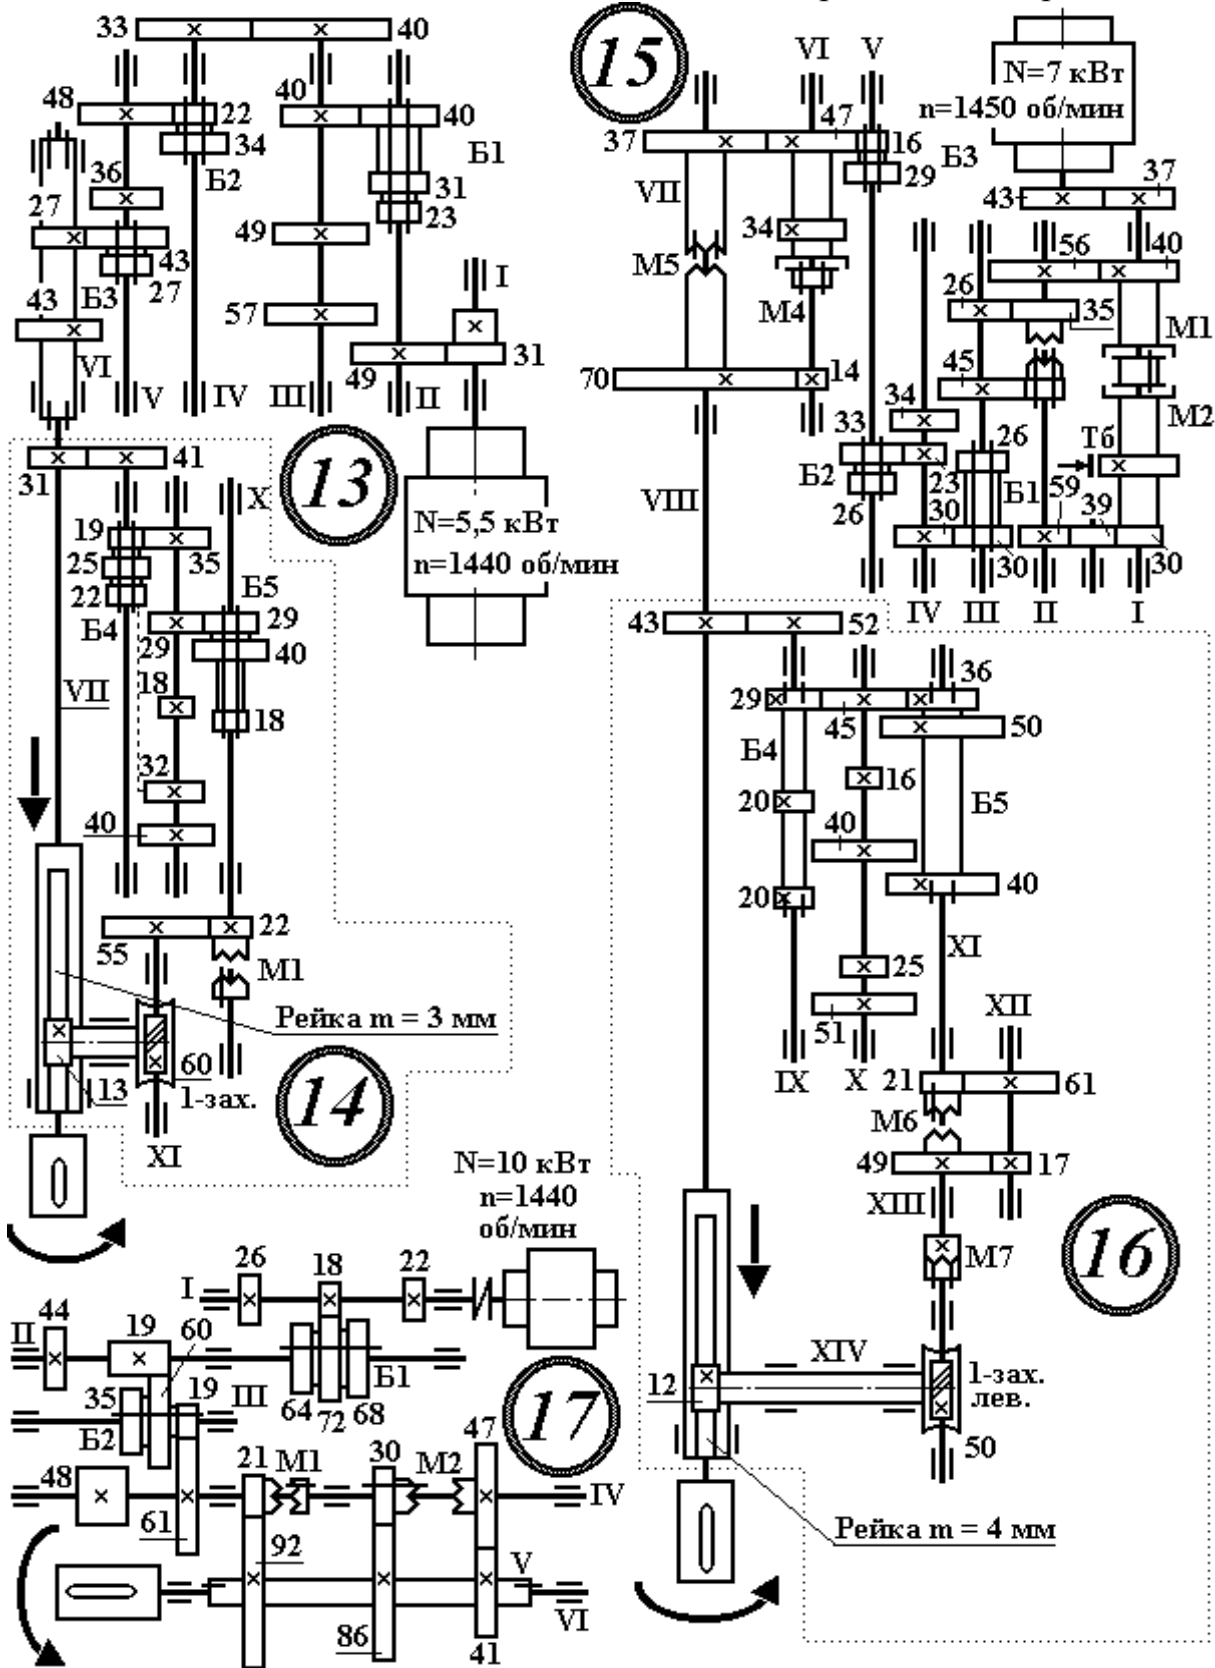 33
40
15
VI
V
N=7 кВт
n=1450 об/мин
48
22
40
40
34
Б1
Б2
36
31
23
27
49
43
27
Б3
43
57
VI
I
31
49
V
IV
III
II
37
47
16
Б3
29
VII
34
М5
М4
70
14
43
37
56
40
26
35
М1
45
34
М2
33
26
Тб
Б2
23
Б1
59
39
26
30
30
30
VIII
IV
III
II
I
31
41
13
X
N=5,5 кВт
n=1440 об/мин
19
25
35
22
Б5
Б4
29
29
40
18
VII
18
32
40
55
22
М1
Рейка m = 3 мм
60
13
1-зах.
14
XI
43
52
36
29
45
50
Б4
16
Б5
20
40
20
40
XI
25
XII
51
IX
X
21
61
М6
49
17
XIII
16
М7
XIV
12
1-зах.
лев.
50
Рейка m = 4 мм
N=10 кВт
n=1440
об/мин
26
18
22
I
44
II
19
60
Б1
17
35
19
III
64
72
68
Б2
47
48
21
М1
30
М2
IV
61
92
V
VI
86
41